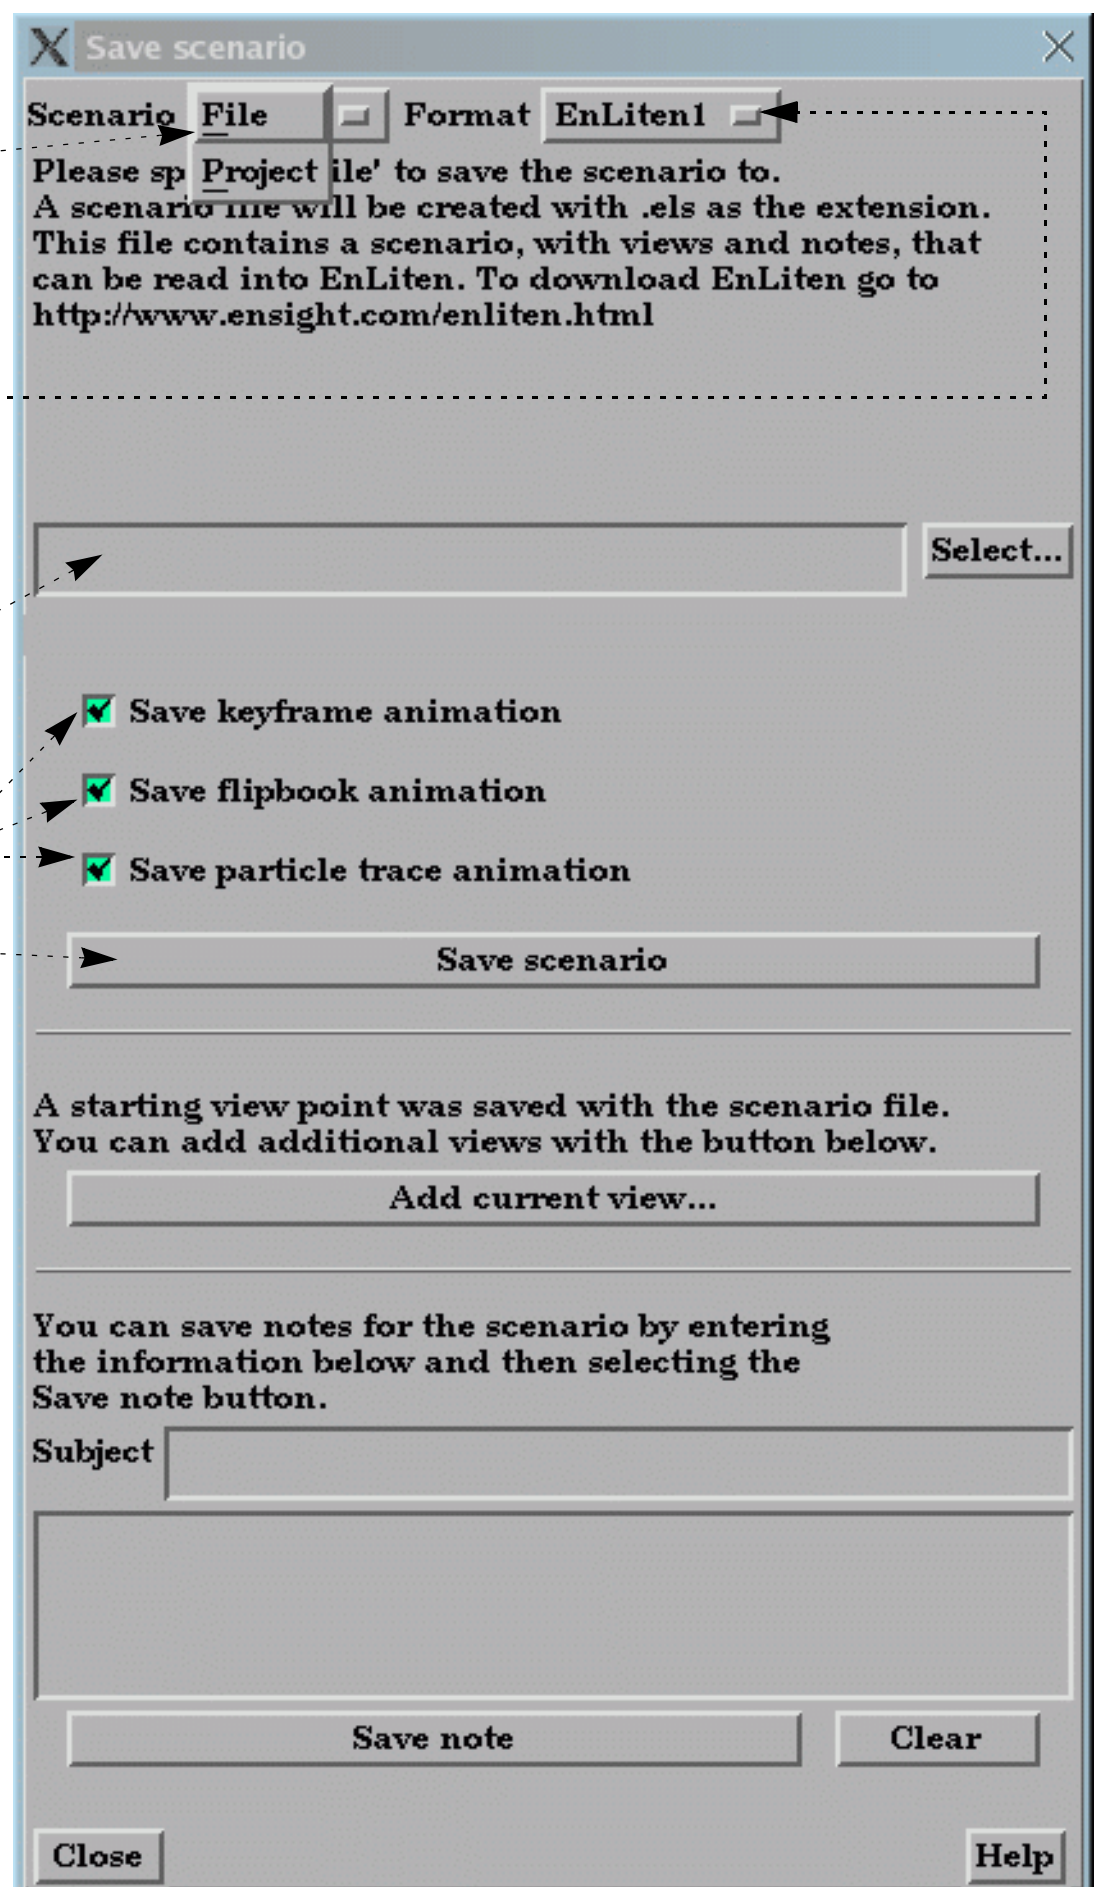 Save scenario
Scenario File Format EnLiten1
Please sp Project ile' to save the scenario to.
A scenario file will be created with .els as the extension.
This file contains a scenario, with views and notes, that
can be read into EnLiten. To download EnLiten go to
http://www.ensight.com/enliten.html
Select...
Save keyframe animation
Save flipbook animation
Save particle trace animation
Save scenario
A starting view point was saved with the scenario file.
You can add additional views with the button below.
Add current view...
You can save notes for the scenario by entering
the information below and then selecting the
Save note button.
Subject
Save note Clear
Close Help